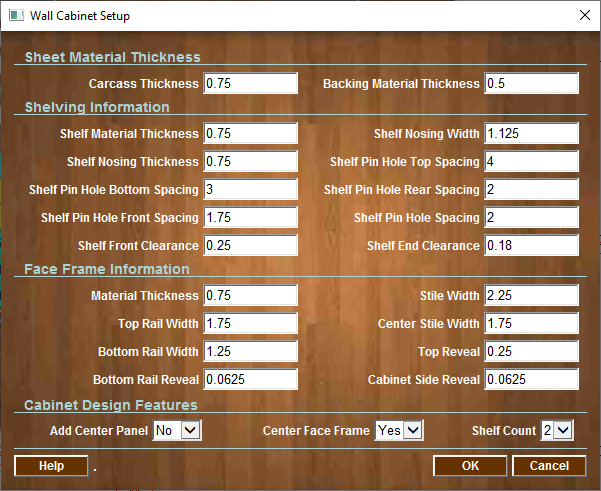 Wall Cabinet Setup
Sheet Material Thickness
Carcass Thickness 0.75 Backing Material Thickness 0.5
Shelving Information
Shelf Material Thickness 0.75 Shelf Nosing Width 1.125
Shelf Nosing Thickness 0.75 Shelf Pin Hole Top Spacing 4
Shelf Pin Hole Bottom Spacing 3 Shelf Pin Hole Rear Spacing 2
Shelf Pin Hole Front Spacing 1.75 Shelf Pin Hole Spacing 2
Shelf Front Clearance 0.25 Shelf End Clearance 0.18
Face Frame Information
Material Thickness 0.75 Stile Width 2.25
Top Rail Width 1.75 Center Stile Width 1.75
Bottom Rail Width 1.25 Top Reveal 0.25
Bottom Rail Reveal 0.0625 Cabinet Side Reveal 0.0625
Cabinet Design Features
Add Center Panel No Center Face Frame Yes Shelf Count 2
Help . OK Cancel